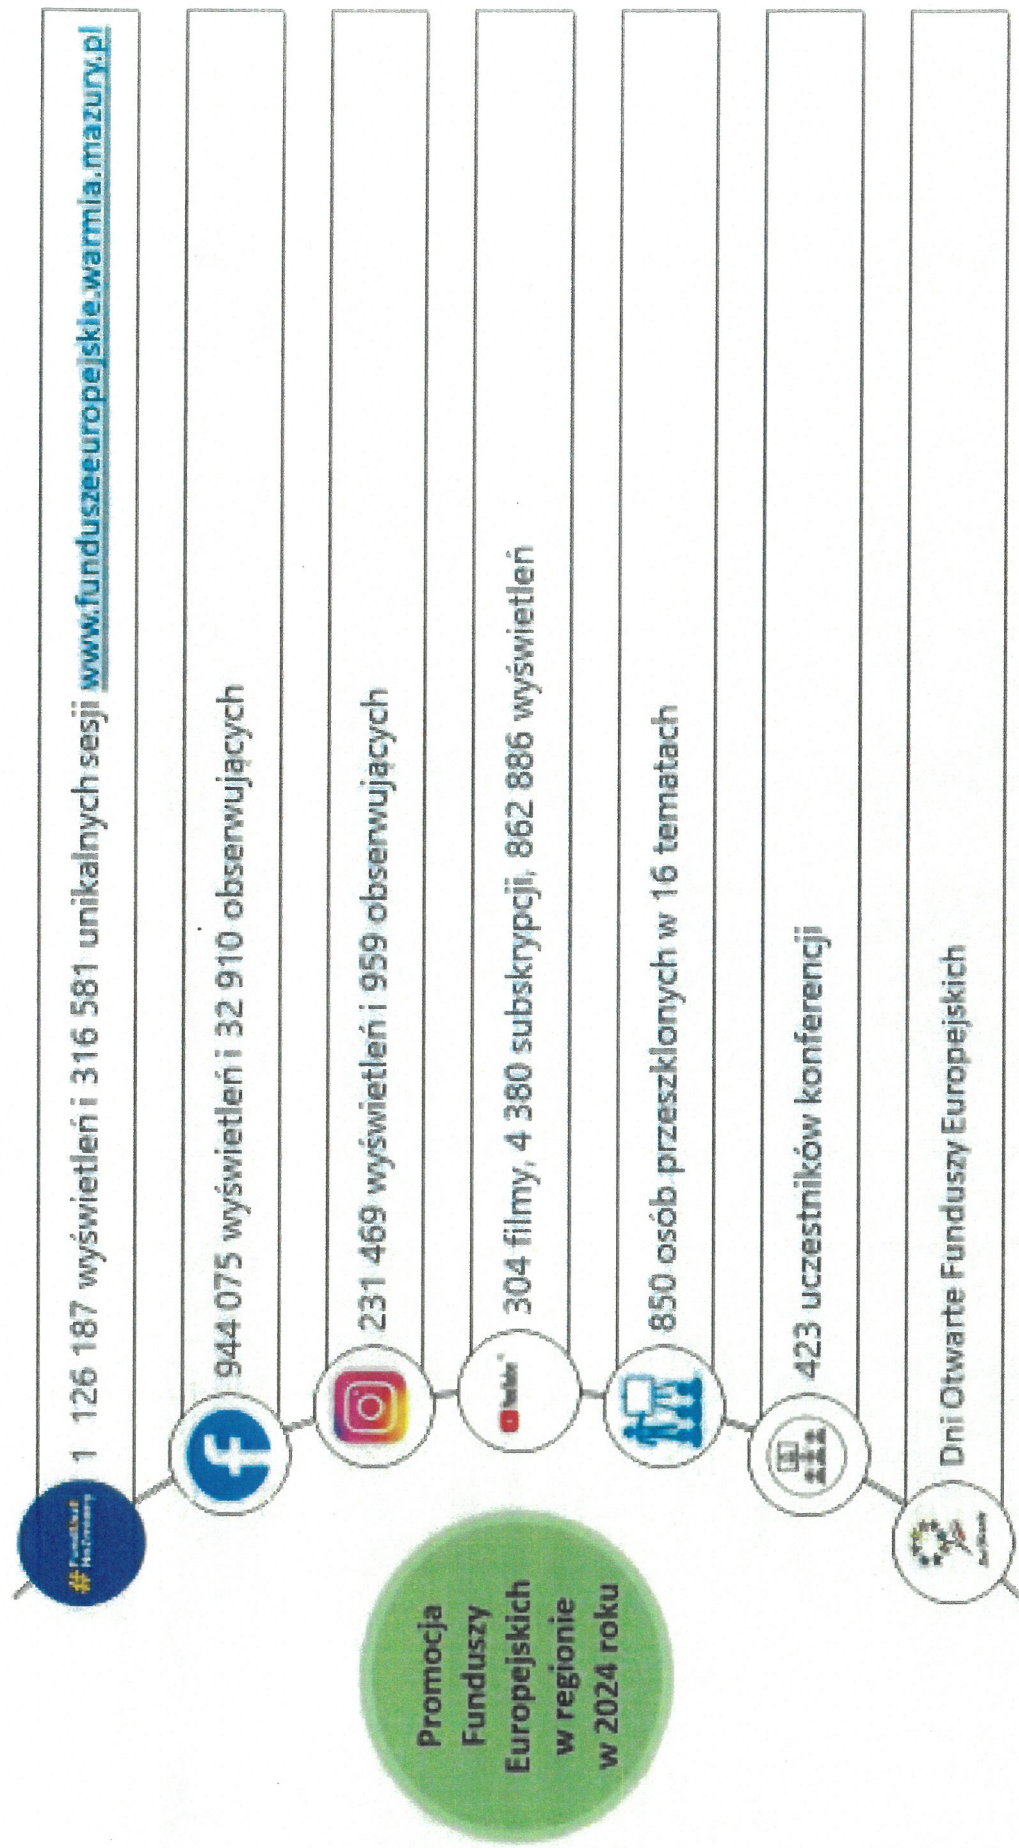 Promocja
Funduszy
Europejskich
w regionie
w 2024 roku
1 126 187 wyświetleń i 316 581 unikalnych sesji www.funduszeeuropejskie.warmia.mazury.pl
944 075 wyświetleń i 32 910 obserwujących
231 469 wyświetleń i 959 obserwujących
YouTube
304 filmy, 4 380 subskrypcji, 862 886 wyświetleń
850 osób przeszklonych w 16 tematach
423 uczestników konferencji
Dni Otwarte Funduszy Europejskich